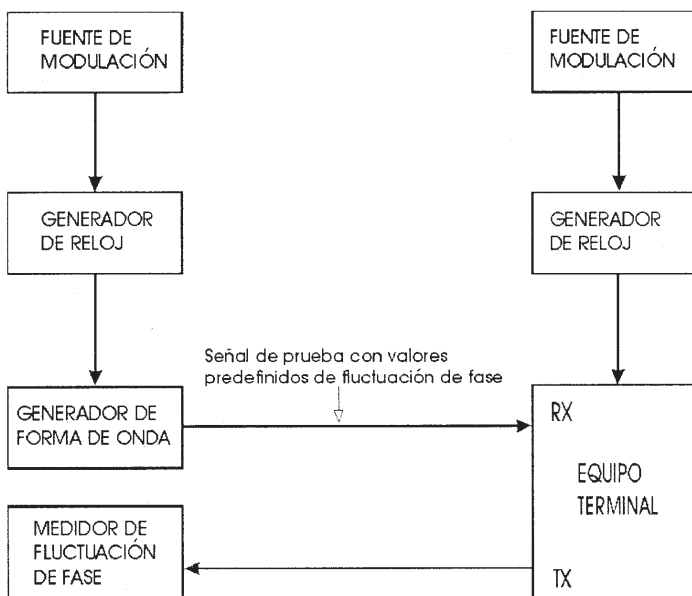 FUENTE DE
MODULACIÓN
FUENTE DE
MODULACIÓN
GENERADOR
DE RELOJ
GENERADOR
DE RELOJ
Señal de prueba con valores
predefinidos de fluctuación de fase
GENERADOR DE
FORMA DE ONDA
RX
EQUIPO
TERMINAL
MEDIDOR DE
FLUCTUACIÓN
DE FASE
TX